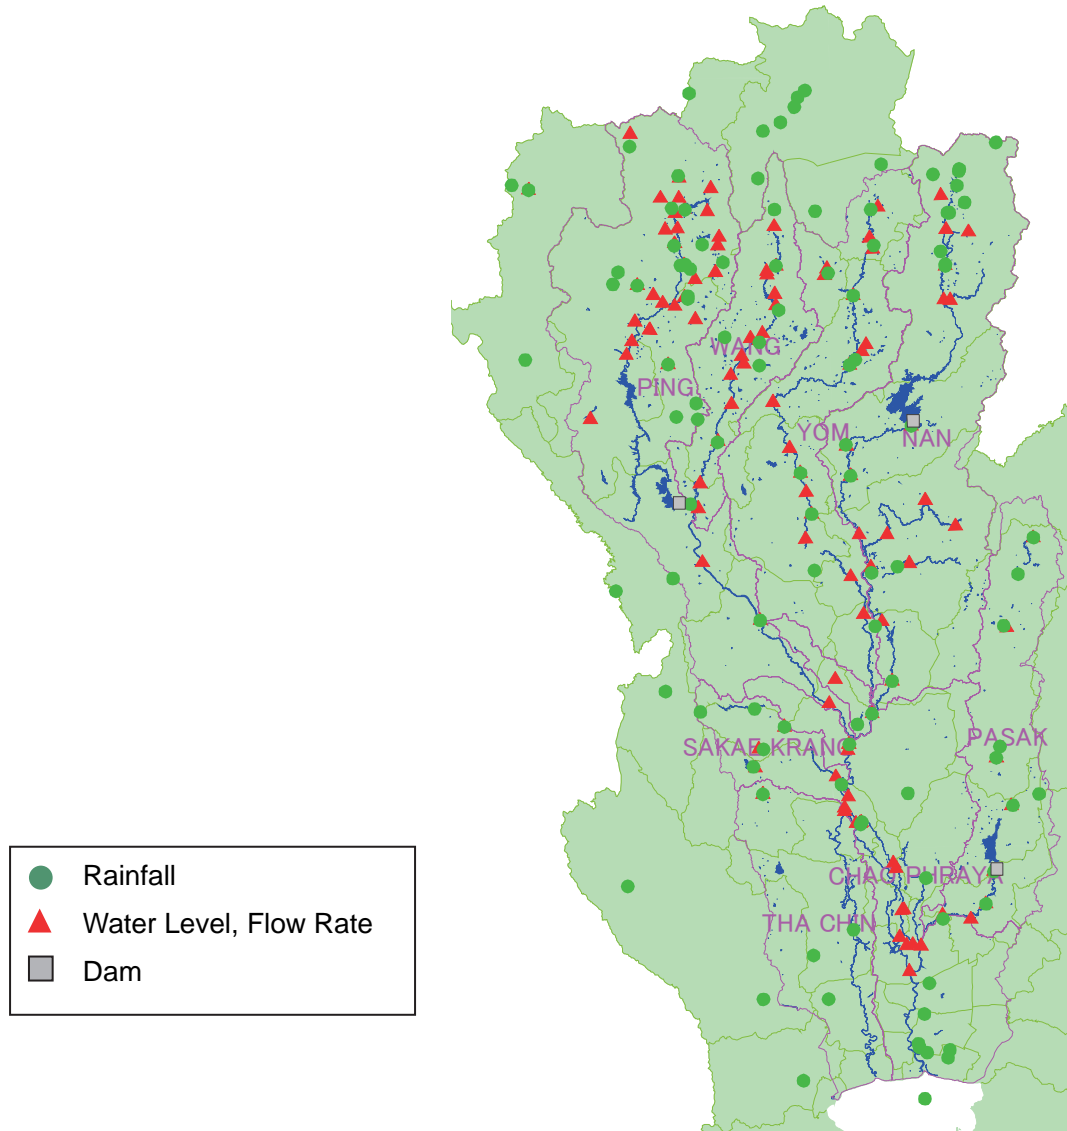 WANG
PING
YOM
NAN
SAKAE KRANG
PASAK
CHAO PHRAYA
THA CHIN
Rainfall
Water Level, Flow Rate
Dam